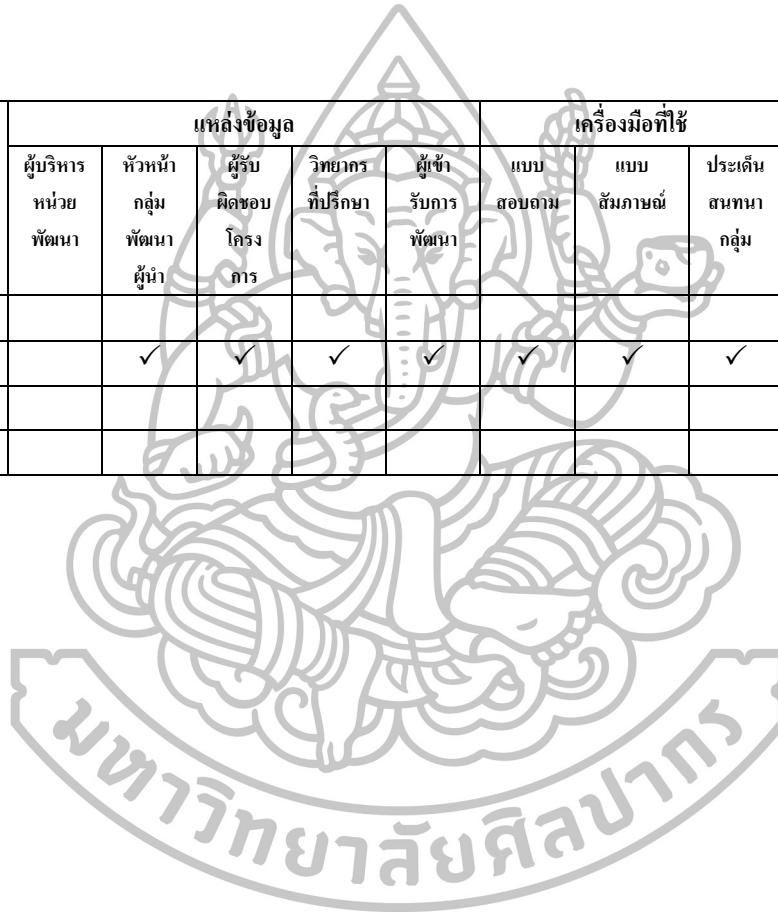 แหล่งข้อมูล เครื่องมือที่ใช้
ผู้บริหาร หัวหน้า ผู้รับ วิทยากร ผู้เข้า แบบ แบบ ประเด็น
หน่วย กลุ่ม ผิดชอบ ที่ปรึกษา รับการ สอบถาม สัมภาษณ์ สนทนา
พัฒนา พัฒนา โครง พัฒนา กลุ่ม
ผู้นำ การ
✓ ✓ ✓ ✓ ✓ ✓ ✓
มหาวิทยาลัยศิลปากร